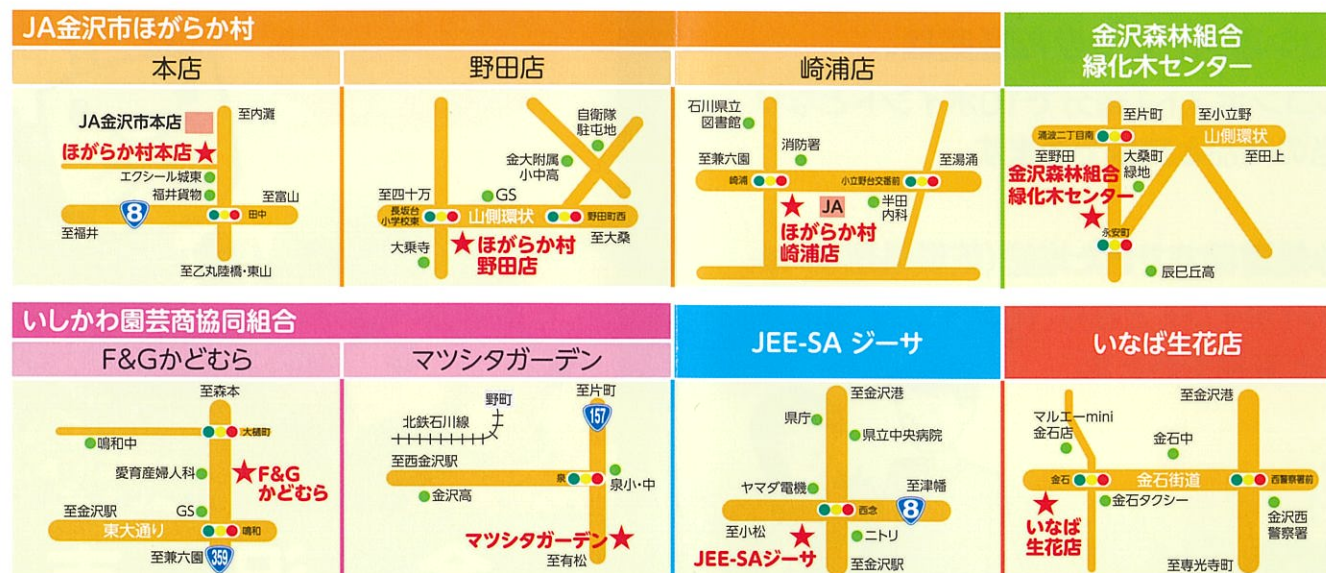 JA金沢市ほがらか村
本店
JA金沢市本店
至内灘
ほがらか村本店
エクシール城東
福井貨物
至富山
8
田中
至福井
至乙丸陸橋・東山
野田店
自衛隊
駐屯地
金大附属
小中高
至四十万
GS
長坂台
小学校東
山側環状
野田町西
至大桑
大乗寺
ほがらか村
野田店
崎浦店
石川県立
図書館
消防署
至兼六園
至湯涌
崎浦
小立野台交番前
JA
半田
内科
ほがらか村
崎浦店
金沢森林組合
緑化木センター
至片町
至小立野
涌波二丁目南
山側環状
至野田
大桑町
緑地
至田上
金沢森林組合
緑化木センター
永安町
辰巳丘高
いしかわ園芸商協同組合
F&Gかどむら
至森本
大樋町
鳴和中
愛育産婦人科
F&G
かどむら
GS
至金沢駅
東大通り
鳴和
至兼六園
359
マツシタガーデン
至片町
野町
157
北鉄石川線
至西金沢駅
泉
泉小・中
金沢高
マツシタガーデン
至有松
JEE-SA ジーサ
至金沢港
県庁
県立中央病院
ヤマダ電機
至津幡
西念
8
至小松
ニトリ
JEE-SAジーサ
至金沢駅
いなば生花店
至金沢港
マルエーmini
金石店
金石中
金石
金石街道
西警察署前
金石タクシー
いなば
生花店
金沢西
警察署
至専光寺町